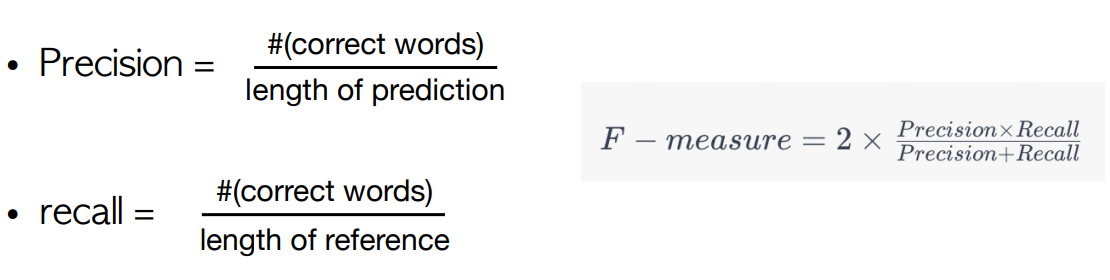 • Precision = #(correct words)
length of prediction
F − measure = 2 × Precision×Recall
Precision+Recall
• recall = #(correct words)
length of reference